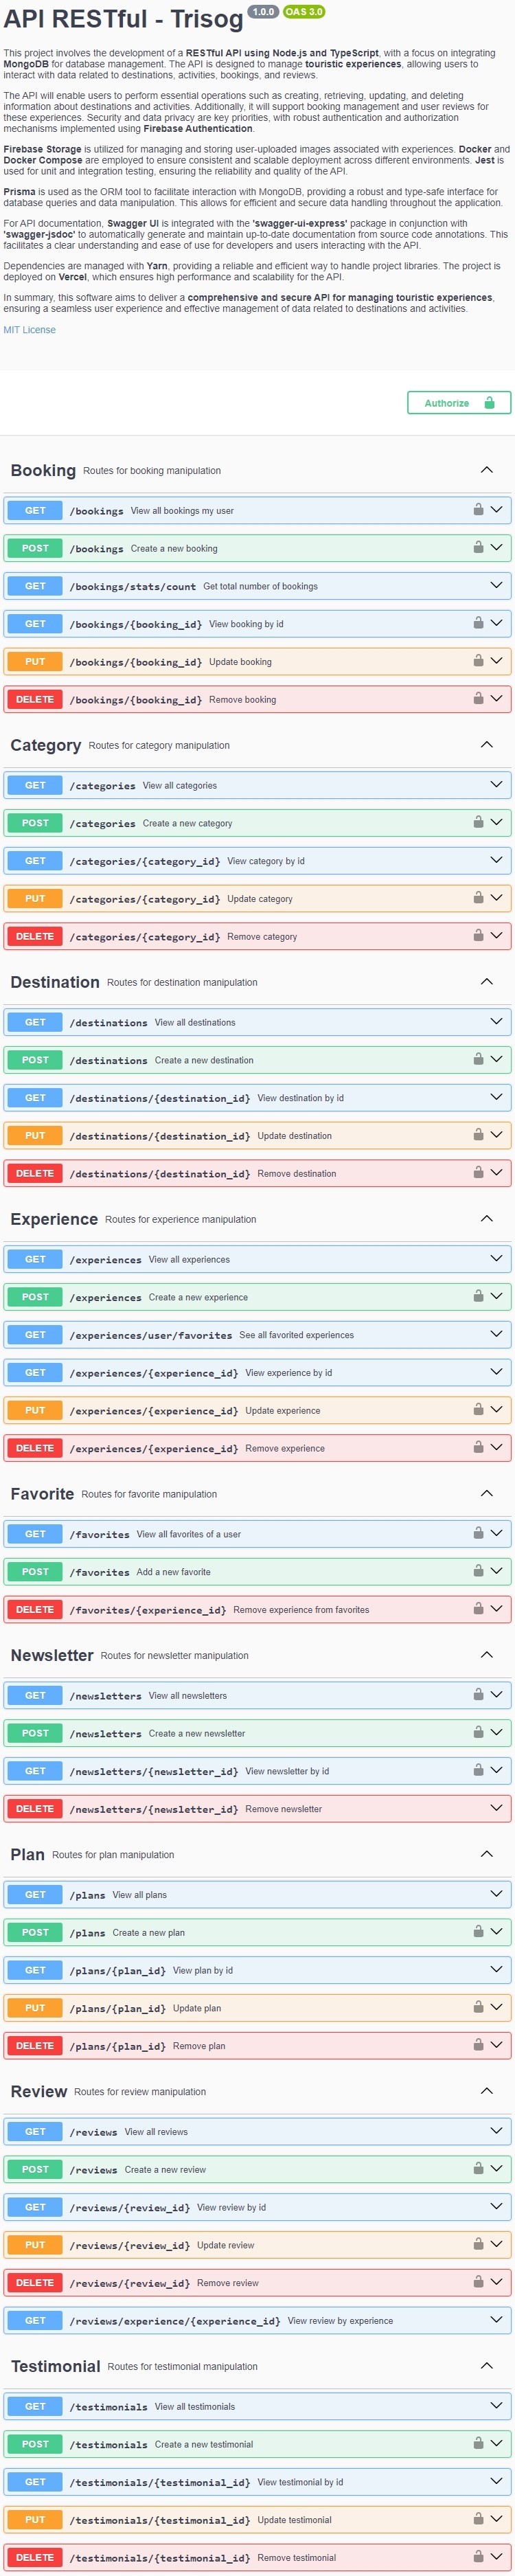 API RESTful - Trisog 1.0.0 OAS 3.0
This project involves the development of a RESTful API using Node.js and TypeScript, with a focus on integrating
MongoDB for database management. The API is designed to manage touristic experiences, allowing users to
interact with data related to destinations, activities, bookings, and reviews.
The API will enable users to perform essential operations such as creating, retrieving, updating, and deleting
information about destinations and activities. Additionally, it will support booking management and user reviews for
these experiences. Security and data privacy are key priorities, with robust authentication and authorization
mechanisms implemented using Firebase Authentication.
Firebase Storage is utilized for managing and storing user-uploaded images associated with experiences. Docker and
Docker Compose are employed to ensure consistent and scalable deployment across different environments. Jest is
used for unit and integration testing, ensuring the reliability and quality of the API.
Prisma is used as the ORM tool to facilitate interaction with MongoDB, providing a robust and type-safe interface for
database queries and data manipulation. This allows for efficient and secure data handling throughout the application.
For API documentation, Swagger UI is integrated with the 'swagger-ui-express' package in conjunction with
'swagger-jsdoc' to automatically generate and maintain up-to-date documentation from source code annotations. This
facilitates a clear understanding and ease of use for developers and users interacting with the API.
Dependencies are managed with Yarn, providing a reliable and efficient way to handle project libraries. The project is
deployed on Vercel, which ensures high performance and scalability for the API.
In summary, this software aims to deliver a comprehensive and secure API for managing touristic experiences,
ensuring a seamless user experience and effective management of data related to destinations and activities.
MIT License
Authorize
Booking Routes for booking manipulation
GET /bookings View all bookings my user
POST /bookings Create a new booking
GET /bookings/stats/count Get total number of bookings
GET /bookings/{booking_id} View booking by id
PUT /bookings/{booking_id} Update booking
DELETE /bookings/{booking_id} Remove booking
Category Routes for category manipulation
GET /categories View all categories
POST /categories Create a new category
GET /categories/{category_id} View category by id
PUT /categories/{category_id} Update category
DELETE /categories/{category_id} Remove category
Destination Routes for destination manipulation
GET /destinations View all destinations
POST /destinations Create a new destination
GET /destinations/{destination_id} View destination by id
PUT /destinations/{destination_id} Update destination
DELETE /destinations/{destination_id} Remove destination
Experience Routes for experience manipulation
GET /experiences View all experiences
POST /experiences Create a new experience
GET /experiences/user/favorites See all favorited experiences
GET /experiences/{experience_id} View experience by id
PUT /experiences/{experience_id} Update experience
DELETE /experiences/{experience_id} Remove experience
Favorite Routes for favorite manipulation
GET /favorites View all favorites of a user
POST /favorites Add a new favorite
DELETE /favorites/{experience_id} Remove experience from favorites
Newsletter Routes for newsletter manipulation
GET /newsletters View all newsletters
POST /newsletters Create a new newsletter
GET /newsletters/{newsletter_id} View newsletter by id
DELETE /newsletters/{newsletter_id} Remove newsletter
Plan Routes for plan manipulation
GET /plans View all plans
POST /plans Create a new plan
GET /plans/{plan_id} View plan by id
PUT /plans/{plan_id} Update plan
DELETE /plans/{plan_id} Remove plan
Review Routes for review manipulation
GET /reviews View all reviews
POST /reviews Create a new review
GET /reviews/{review_id} View review by id
PUT /reviews/{review_id} Update review
DELETE /reviews/{review_id} Remove review
GET /reviews/experience/{experience_id} View review by experience
Testimonial Routes for testimonial manipulation
GET /testimonials View all testimonials
POST /testimonials Create a new testimonial
GET /testimonials/{testimonial_id} View testimonial by id
PUT /testimonials/{testimonial_id} Update testimonial
DELETE /testimonials/{testimonial_id} Remove testimonial